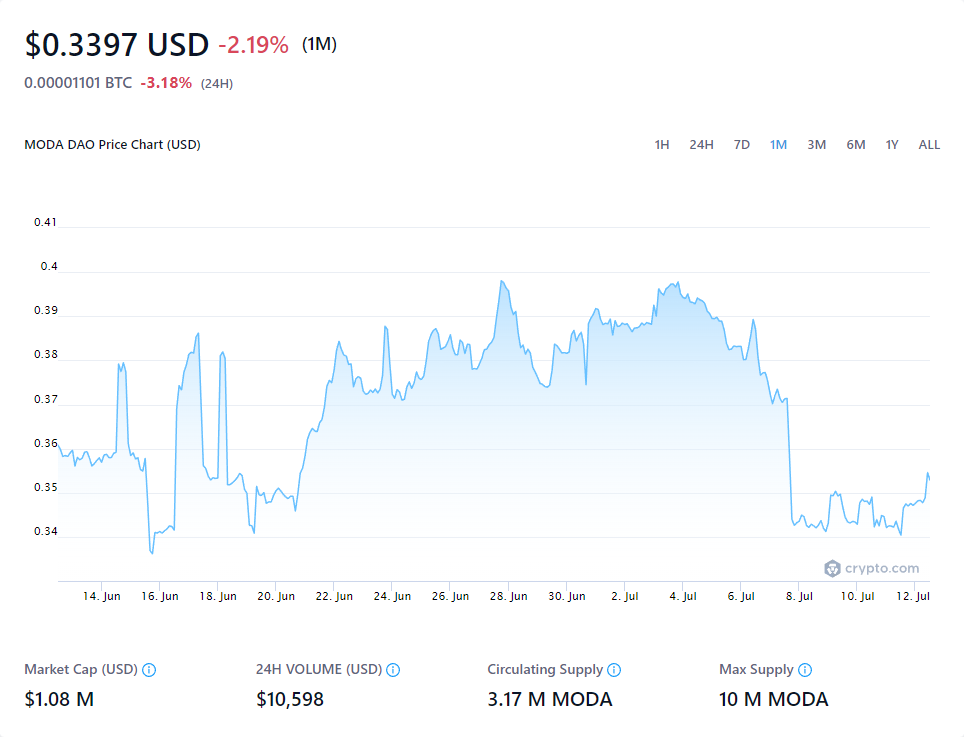 $0.3397 USD -2.19% (1M)
0.00001101 BTC -3.18% (24H)
MODA DAO Price Chart (USD) 1H 24H 7D 1M 3M 6M 1Y ALL
0.41
0.4
0.39
0.38
0.37
0.36
0.35
0.34
crypto.com
14. Jun 16. Jun 18. Jun 20. Jun 22. Jun 24. Jun 26. Jun 28. Jun 30. Jun 2. Jul 4. Jul 6. Jul 8. Jul 10. Jul 12. Jul
Market Cap (USD) 24H VOLUME (USD) Circulating Supply Max Supply
$1.08 M $10,598 3.17 M MODA 10 M MODA